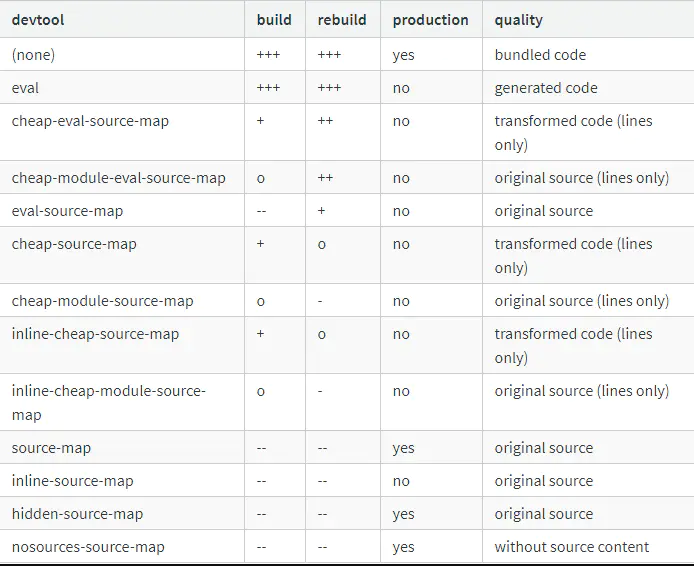 devtool build rebuild production quality
(none) +++ +++ yes bundled code
eval +++ +++ no generated code
cheap-eval-source-map + ++ no transformed code (lines
only)
cheap-module-eval-source-map o ++ no original source (lines only)
eval-source-map -- + no original source
cheap-source-map + o no transformed code (lines
only)
cheap-module-source-map o - no original source (lines only)
inline-cheap-source-map + o no transformed code (lines
only)
inline-cheap-module-source- o - no original source (lines only)
map
source-map -- -- yes original source
inline-source-map -- -- no original source
hidden-source-map -- -- yes original source
nosources-source-map -- -- yes without source content